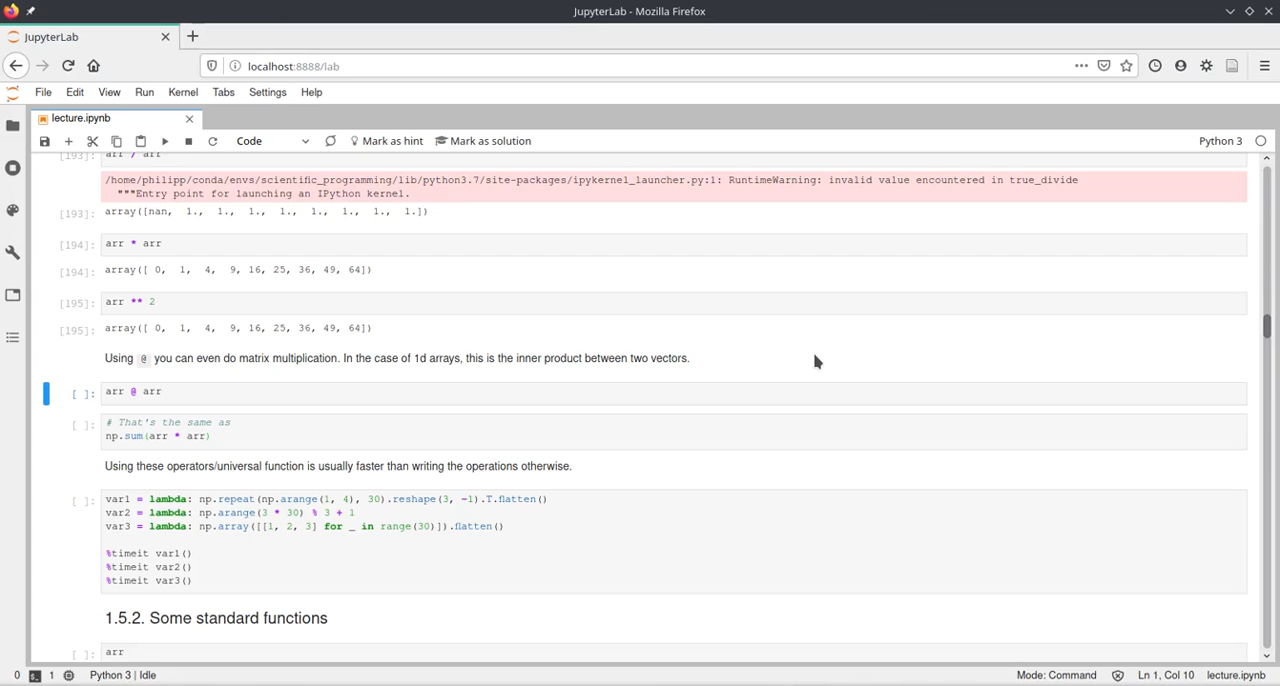 JupyterLab - Mozilla Firefox
JupyterLab
localhost:8888/lab
File Edit View Run Kernel Tabs Settings Help
lecture.ipynb
Code Mark as hint Mark as solution Python 3
[193]: arr / arr
/home/philipp/conda/envs/scientific_programming/lib/python3.7/site-packages/ipykernel_launcher.py:1: RuntimeWarning: invalid value encountered in true_divide
"""Entry point for launching an IPython kernel.
[193]: array([nan, 1., 1., 1., 1., 1., 1., 1., 1.])
[194]: arr * arr
[194]: array([ 0, 1, 4, 9, 16, 25, 36, 49, 64])
[195]: arr ** 2
[195]: array([ 0, 1, 4, 9, 16, 25, 36, 49, 64])
Using @ you can even do matrix multiplication. In the case of 1d arrays, this is the inner product between two vectors.
[ ]: arr @ arr
[ ]: # That's the same as
np.sum(arr * arr)
Using these operators/universal function is usually faster than writing the operations otherwise.
[ ]: var1 = lambda: np.repeat(np.arange(1, 4), 30).reshape(3, -1).T.flatten()
var2 = lambda: np.arange(3 * 30) % 3 + 1
var3 = lambda: np.array([[1, 2, 3] for _ in range(30)]).flatten()
%timeit var1()
%timeit var2()
%timeit var3()
1.5.2. Some standard functions
[ ]: arr
0 1 Python 3 | Idle Mode: Command Ln 1, Col 10 lecture.ipynb